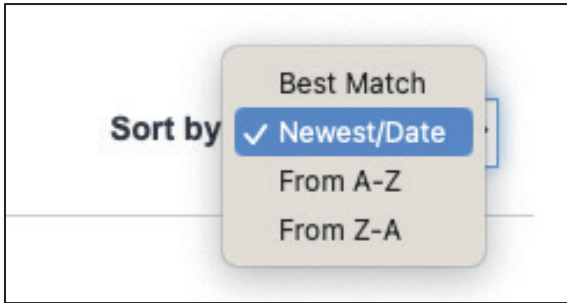 Best Match
Sort by ✓ Newest/Date
From A-Z
From Z-A